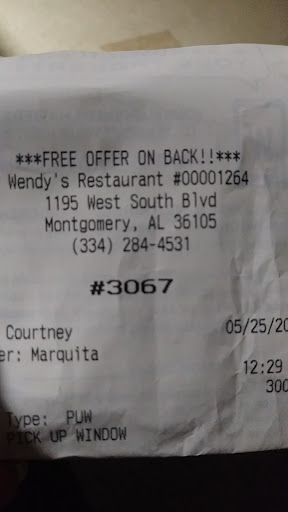 ***FREE OFFER ON BACK!!***
Wendy's Restaurant #00001264
1195 West South Blvd
Montgomery, AL 36105
(334) 284-4531
#3067
Courtney 05/25/20
er: Marquita
12:29
300
Type: PUW
PICK UP WINDOW